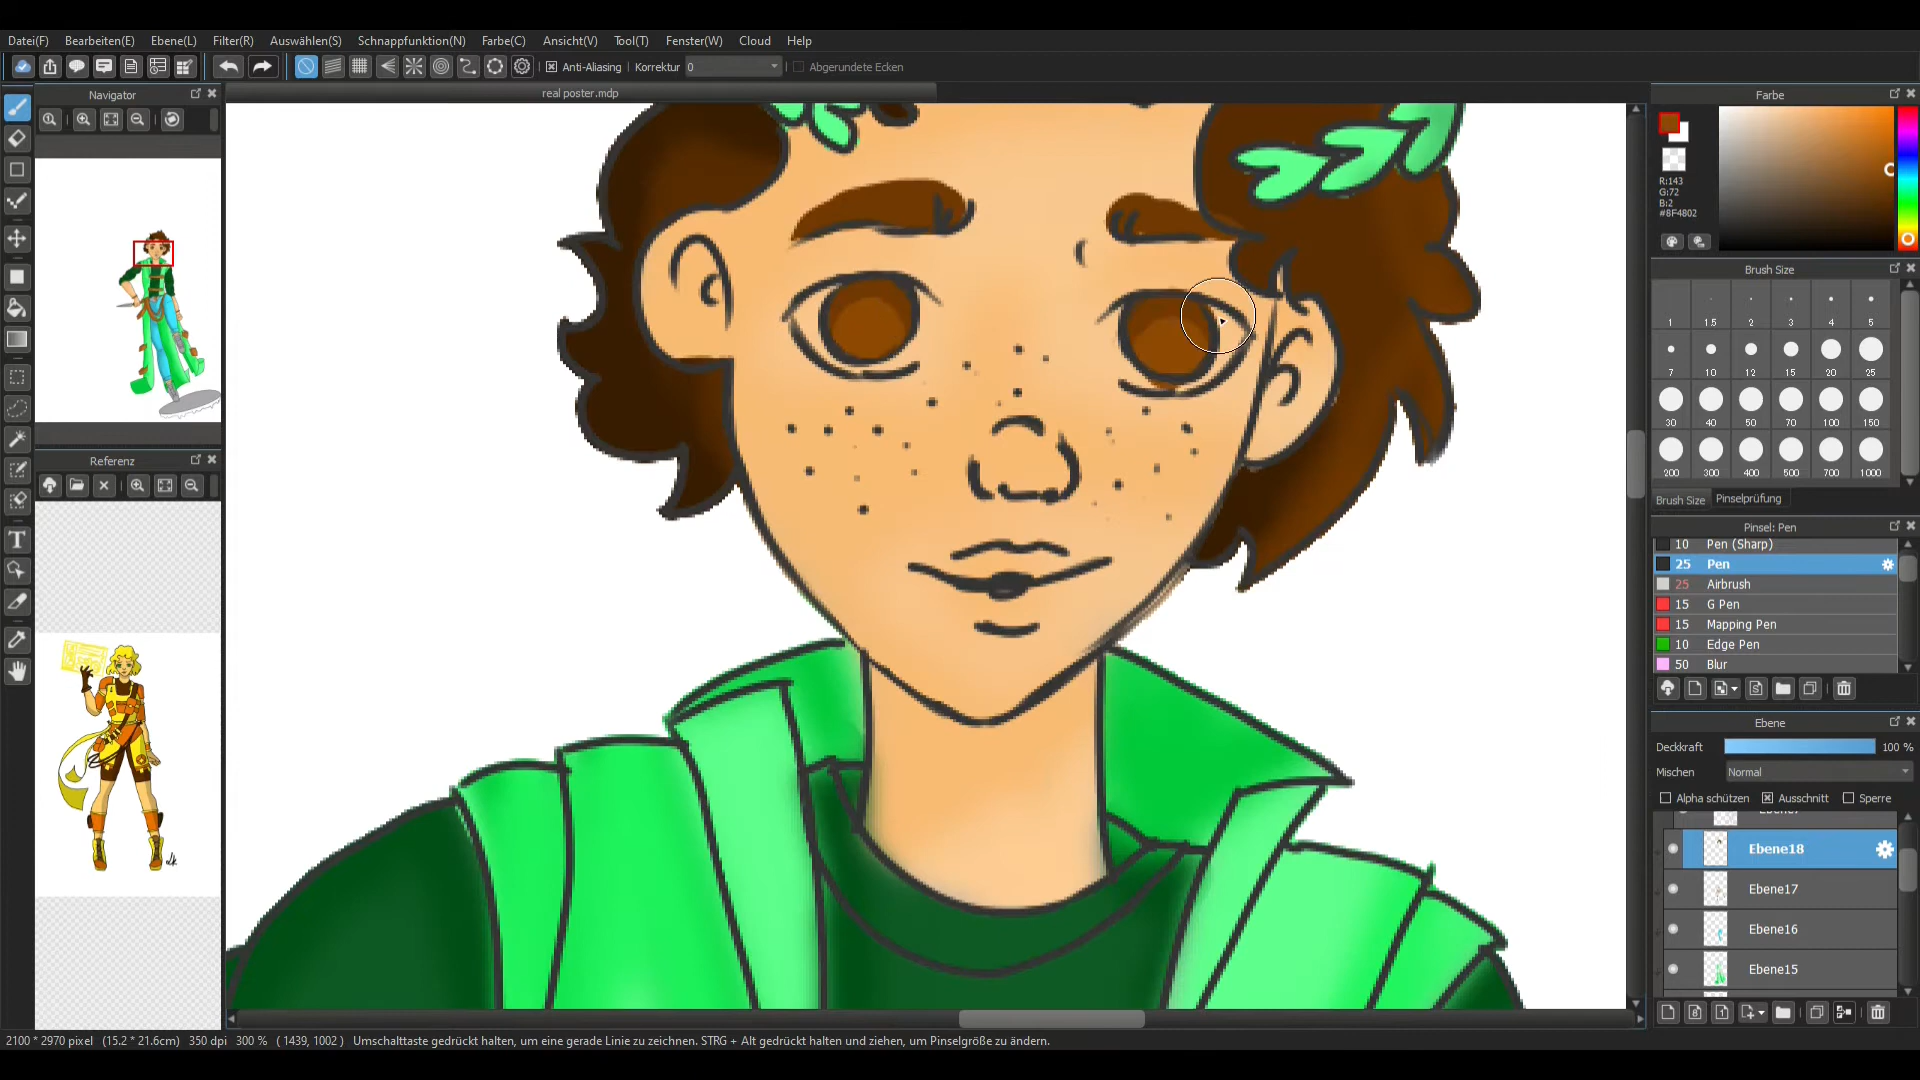 Datei(F) Bearbeiten(E) Ebene(L) Filter(R) Auswählen(S) Schnappfunktion(N) Farbe(C) Ansicht(V) Tool(T) Fenster(W) Cloud Help
Anti-Aliasing Korrektur 0 Abgerundete Ecken
Navigator
real poster.mdp
Farbe
R:143
G:72
B:2
#8F4802
Brush Size
1 1.5 2 3 4 5
7 10 12 15 20 25
30 40 50 70 100 150
200 300 400 500 700 1000
Brush Size Pinselprüfung
Referenz
Pinsel: Pen
10 Pen (Sharp)
25 Pen
25 Airbrush
15 G Pen
15 Mapping Pen
10 Edge Pen
50 Blur
Ebene
Deckkraft 100 %
Mischen Normal
Alpha schützen Ausschnitt Sperre
Ebene18
Ebene17
Ebene16
Ebene15
2100 * 2970 pixel (15.2 * 21.6cm) 350 dpi 300 % ( 1439, 1002 ) Umschalttaste gedrückt halten, um eine gerade Linie zu zeichnen. STRG + Alt gedrückt halten und ziehen, um Pinselgröße zu ändern.